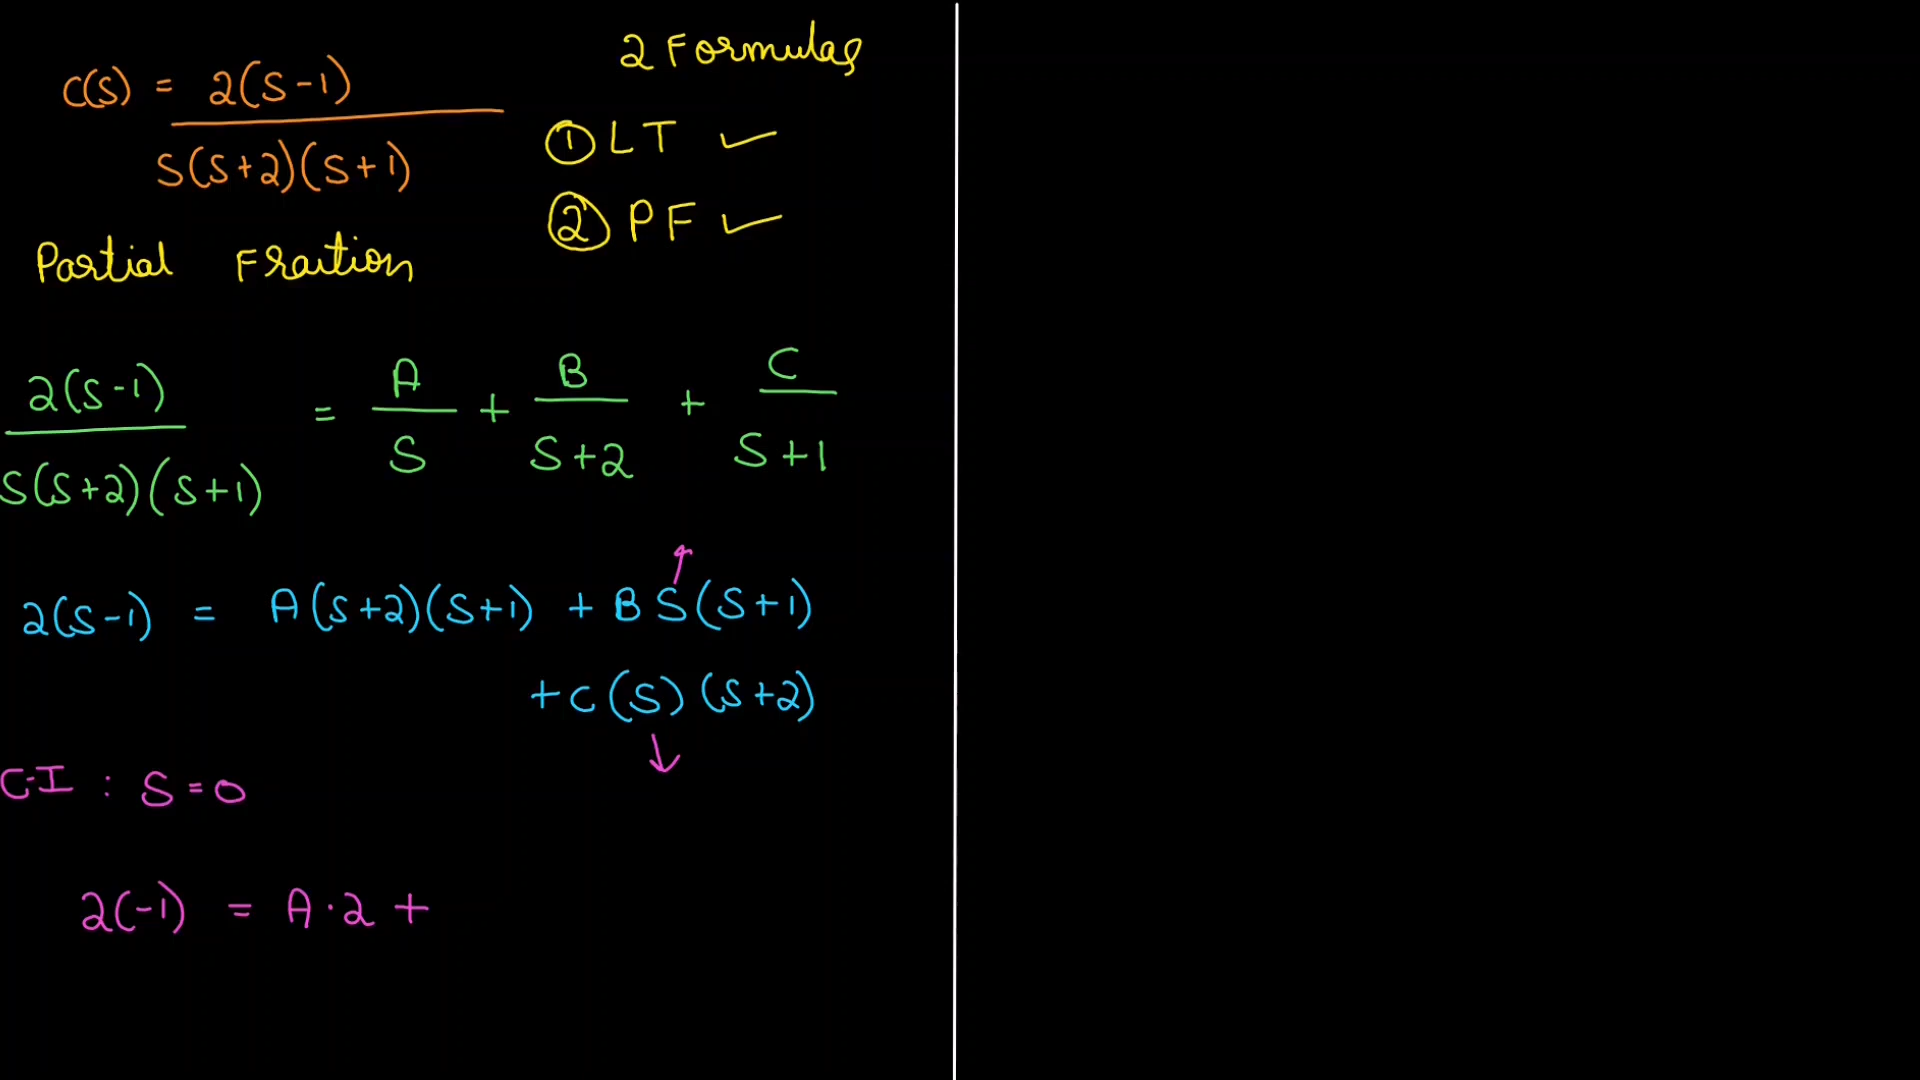 2 Formulas
C(S) = 2(S-1)
S(S+2)(S+1)
① LT ✓
② PF ✓
Partial Fraction
2(S-1) = A + B + C
S(S+2)(S+1) S S+2 S+1
2(S-1) = A(S+2)(S+1) + BS(S+1)
+C(S)(S+2)
C-I : S=0
2(-1) = A·2 +